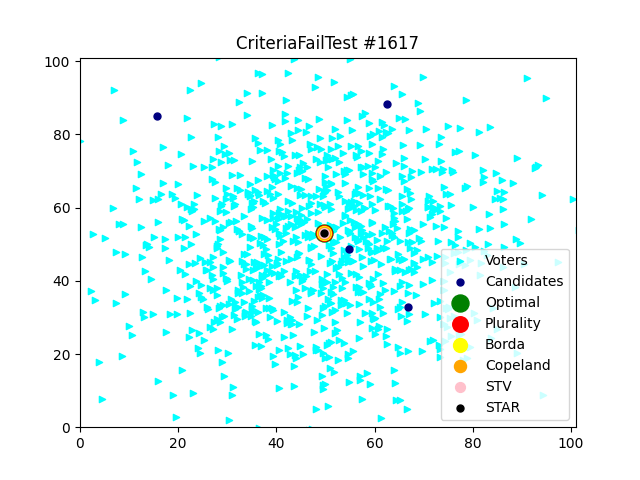 CriteriaFailTest #1617
100
80
60
40
20
0
0
20
40
60
80
100
Voters
Candidates
Optimal
Plurality
Borda
Copeland
STV
STAR